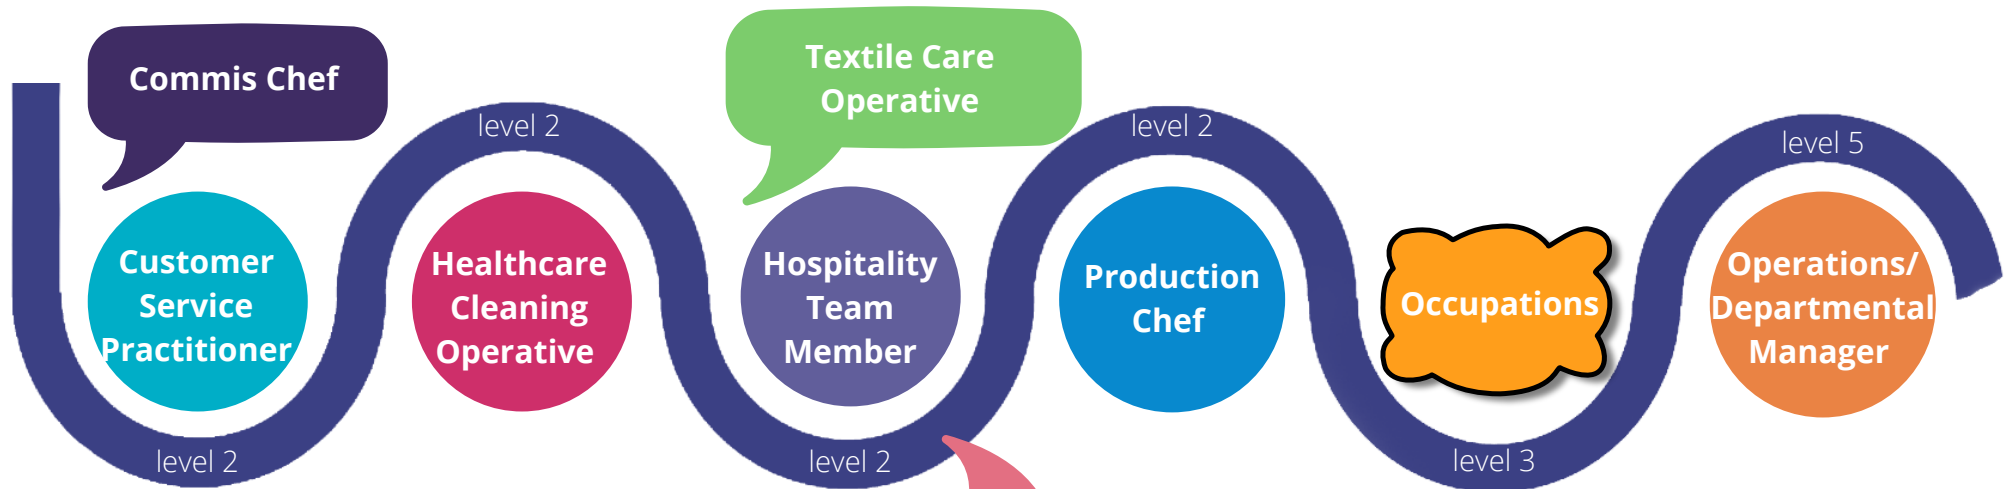 Commis Chef
Textile Care
Operative
level 2
level 2
level 5
Customer
Service
Practitioner
Healthcare
Cleaning
Operative
Hospitality
Team
Member
Production
Chef
Occupations
Operations/
Departmental
Manager
level 2
level 2
level 3